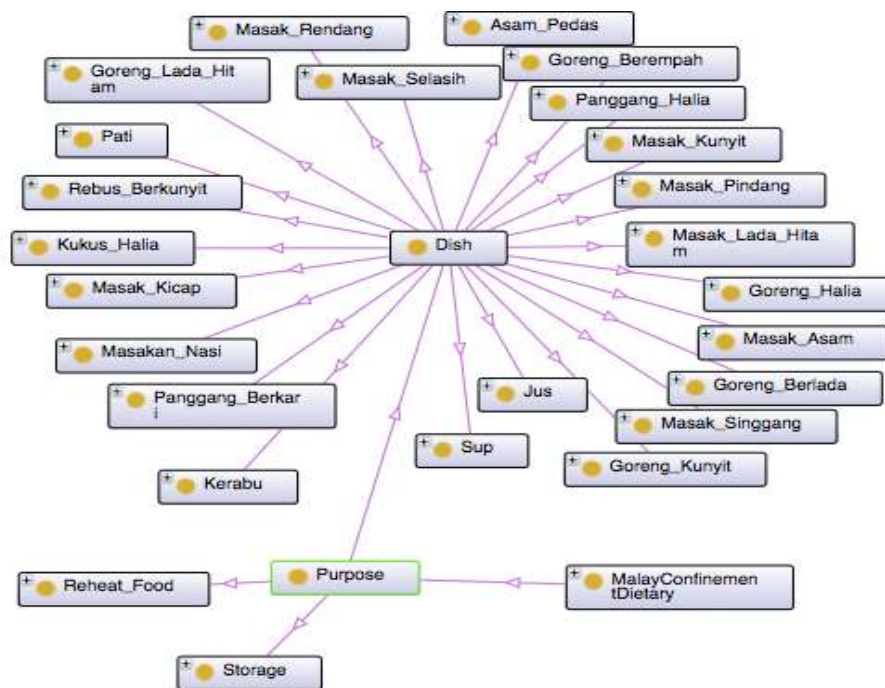 Masak_Rendang
Asam_Pedas
Goreng_Lada_Hit
am
Masak_Selasih
Goreng_Berempah
Panggang_Halia
Pati
Masak_Kunyit
Rebus_Berkunyit
Masak_Pindang
Kukus_Halia
Dish
Masak_Lada_Hita
m
Masak_Kicap
Goreng_Halia
Masakan_Nasi
Masak_Asam
Panggang_Berkar
i
Jus
Goreng_Berlada
Masak_Singgang
Sup
Goreng_Kunyit
Kerabu
Reheat_Food
Purpose
MalayConfinemen
tDietary
Storage